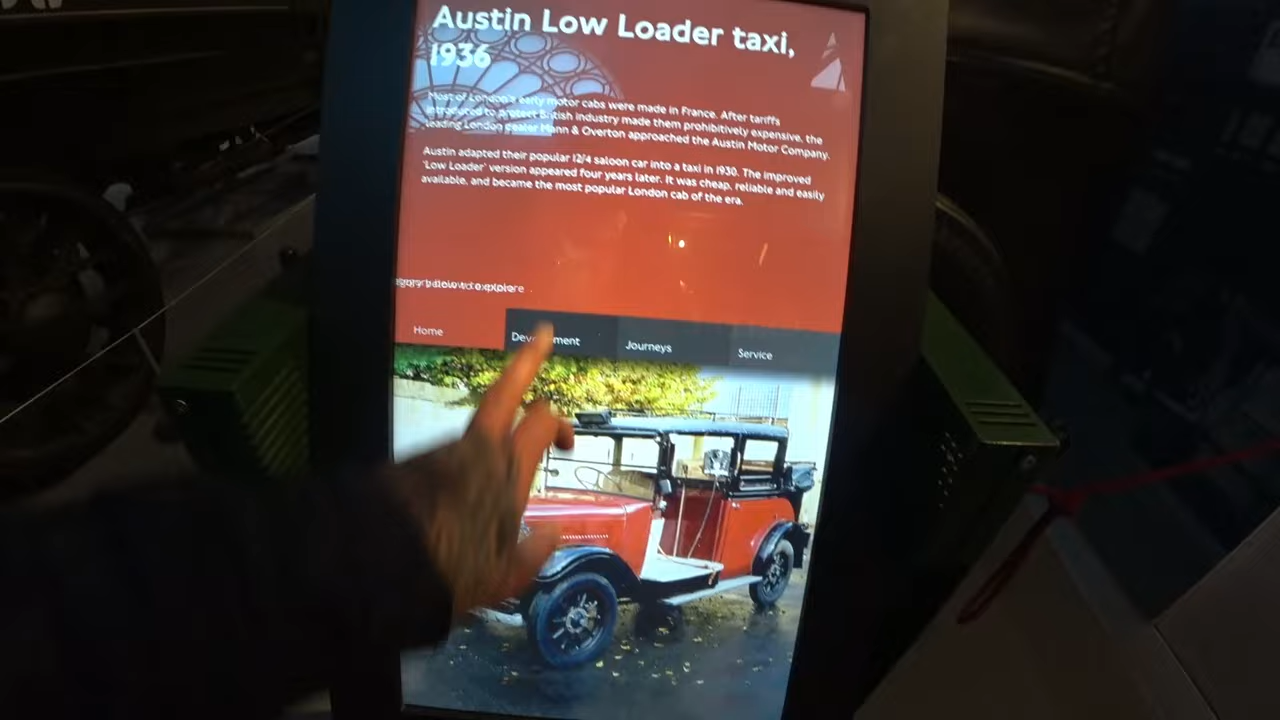 Austin Low Loader taxi,
1936
Most of London's early motor cabs were made in France. After tariffs
introduced to protect British industry made them prohibitively expensive, the
leading London dealer Mann & Overton approached the Austin Motor Company.
Austin adapted their popular 12/4 saloon car into a taxi in 1930. The improved
'Low Loader' version appeared four years later. It was cheap, reliable and easily
available, and became the most popular London cab of the era.
to explore
Home
Development
Journeys
Service